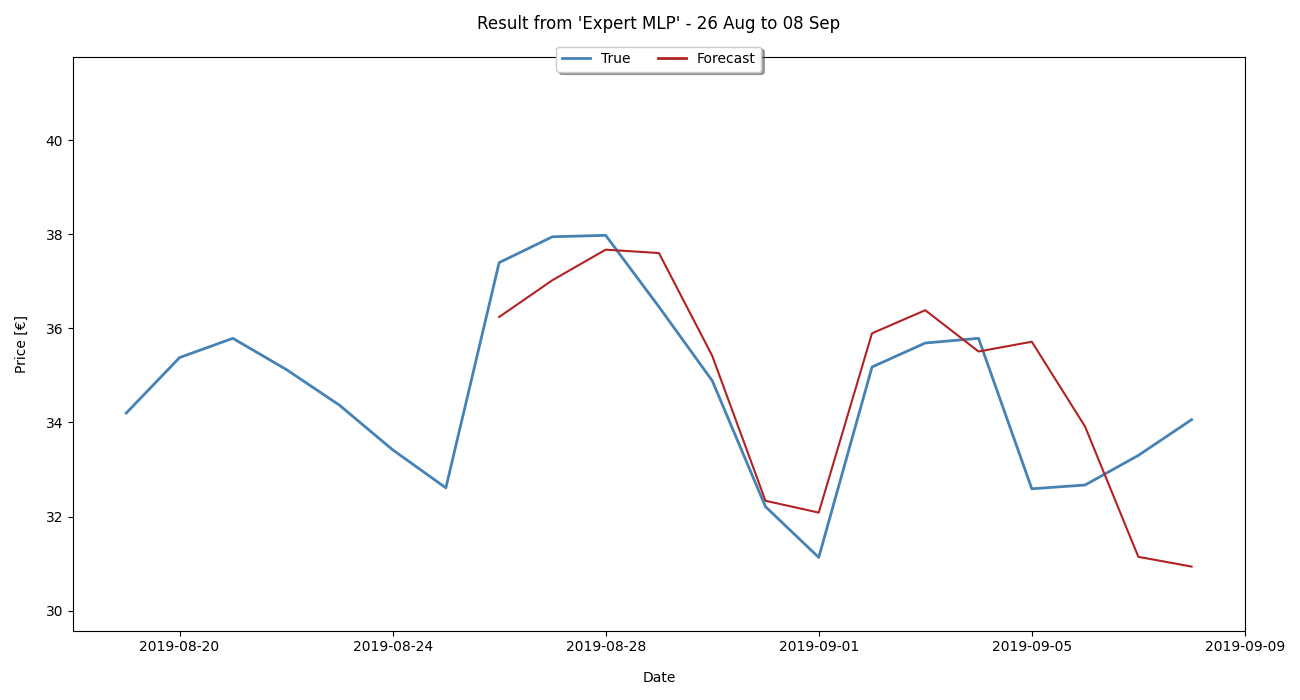 Result from 'Expert MLP' - 26 Aug to 08 Sep
True Forecast
40
38
36
34
32
30
Price [€]
2019-08-20 2019-08-24 2019-08-28 2019-09-01 2019-09-05 2019-09-09
Date